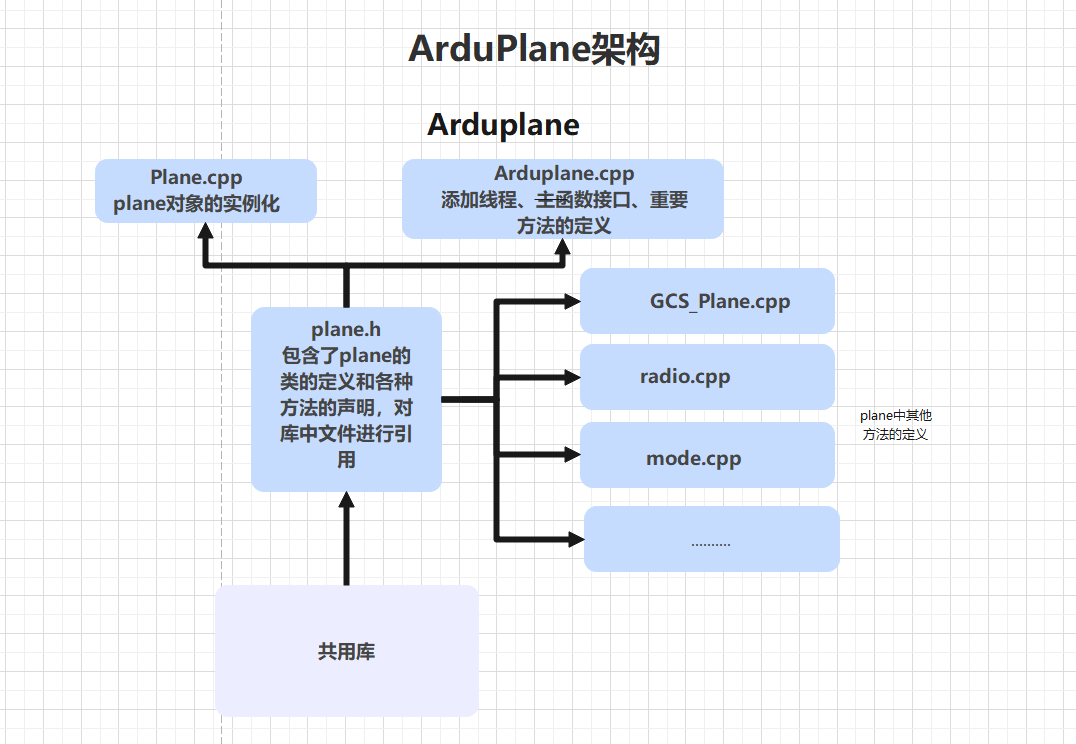 ArduPlane架构
Arduplane
Plane.cpp
plane对象的实例化
Arduplane.cpp
添加线程、主函数接口、重要
方法的定义
plane.h
包含了plane的
类的定义和各种
方法的声明，对
库中文件进行引
用
GCS_Plane.cpp
radio.cpp
mode.cpp
..........
plane中其他
方法的定义
共用库